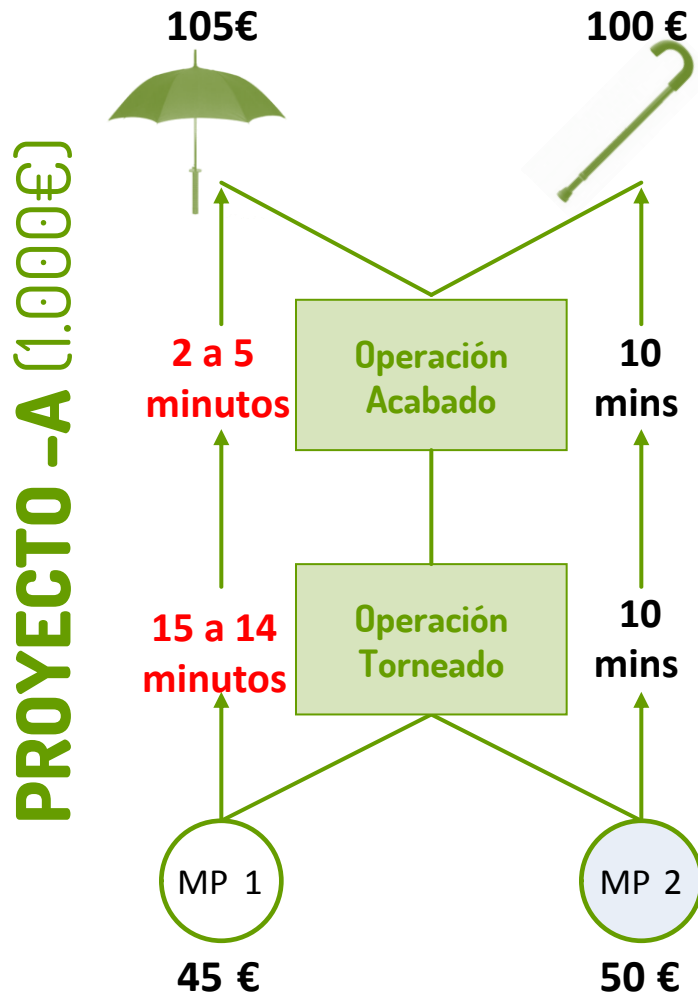 PROYECTO -A (1.000€)
105€
100 €
2 a 5
minutos
Operación
Acabado
10
mins
15 a 14
minutos
Operación
Torneado
10
mins
MP 1
MP 2
45 €
50 €